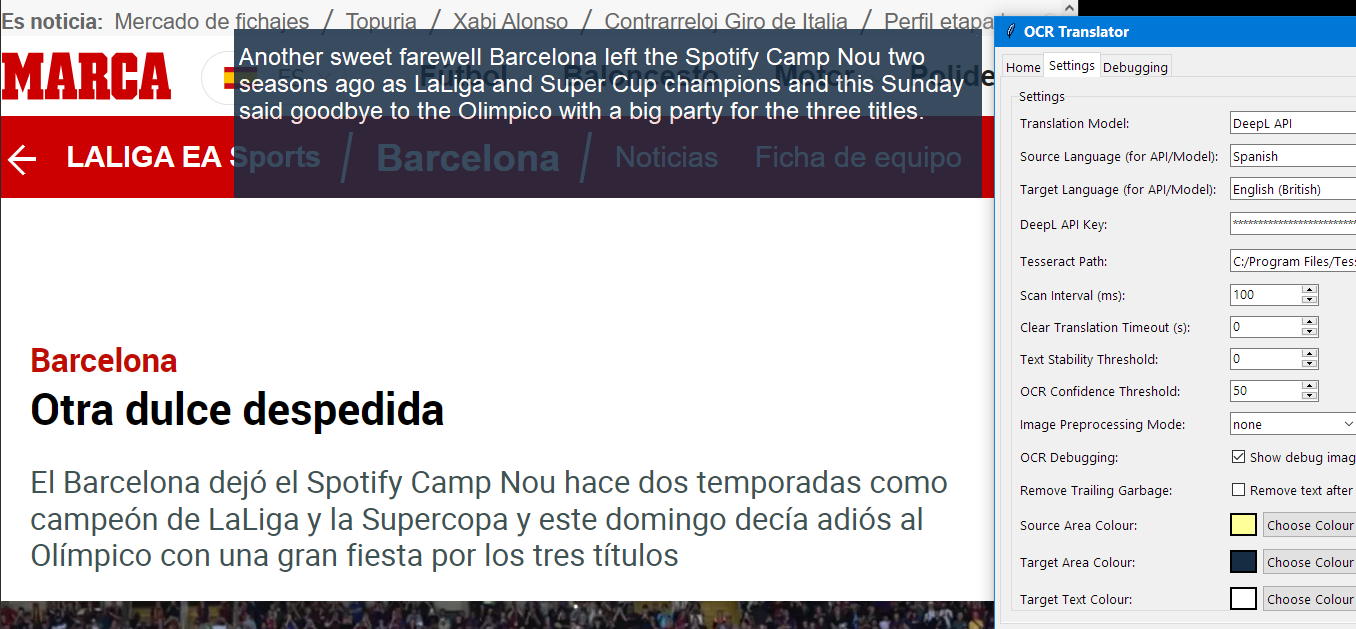 Es noticia: Mercado de fichajes / Topuria / Xabi Alonso / Contrarreloj Giro de Italia / Perfil etapa
MARCA
ES Fútbol Baloncesto Motor Polide
Another sweet farewell Barcelona left the Spotify Camp Nou two
seasons ago as LaLiga and Super Cup champions and this Sunday
said goodbye to the Olimpico with a big party for the three titles.
LALIGA EA Sports / Barcelona / Noticias Ficha de equipo
Barcelona
Otra dulce despedida
El Barcelona dejó el Spotify Camp Nou hace dos temporadas como
campeón de LaLiga y la Supercopa y este domingo decía adiós al
Olímpico con una gran fiesta por los tres títulos
OCR Translator
Home Settings Debugging
Settings
Translation Model: DeepL API
Source Language (for API/Model): Spanish
Target Language (for API/Model): English (British)
DeepL API Key: *************************
Tesseract Path: C:/Program Files/Tess
Scan Interval (ms): 100
Clear Translation Timeout (s): 0
Text Stability Threshold: 0
OCR Confidence Threshold: 50
Image Preprocessing Mode: none
OCR Debugging: Show debug imag
Remove Trailing Garbage: Remove text after
Source Area Colour: Choose Colour
Target Area Colour: Choose Colour
Target Text Colour: Choose Colour